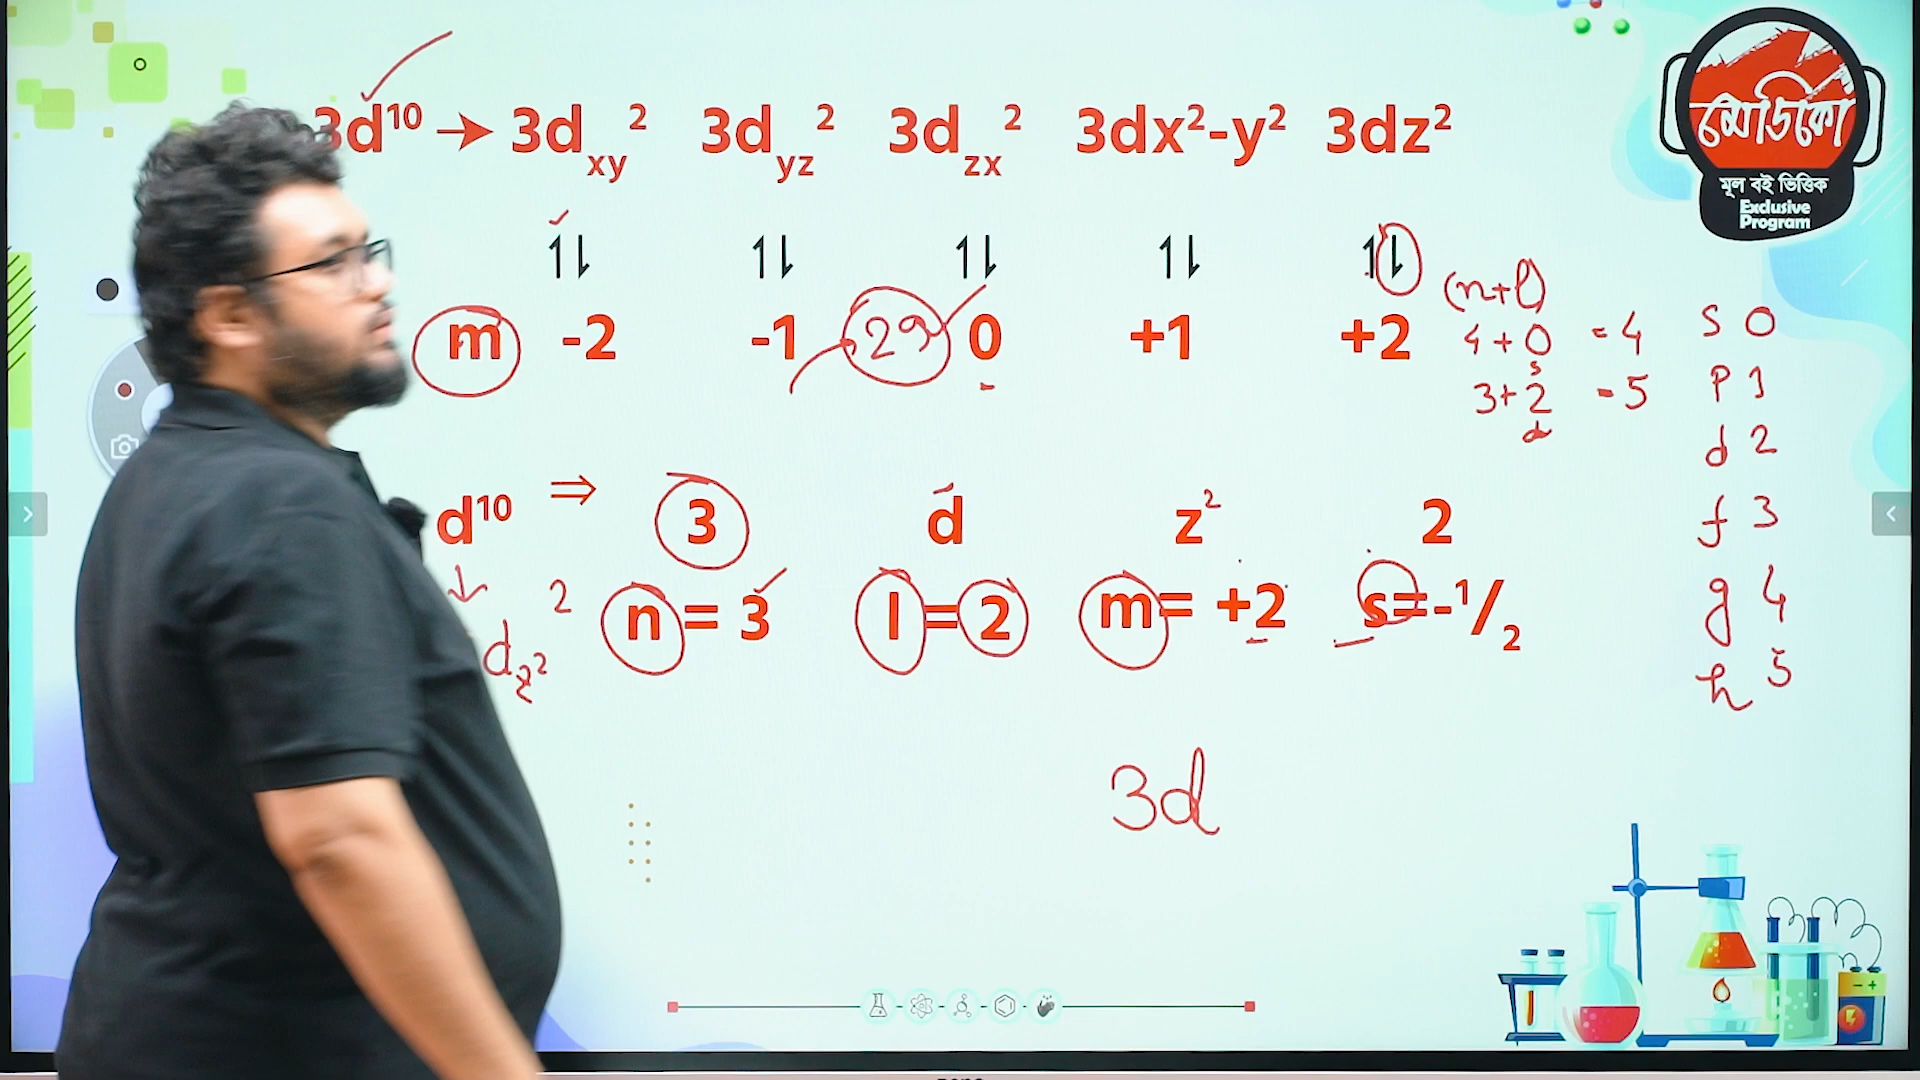 3d¹⁰ → 3dxy² 3dyz² 3dzx² 3dx²-y² 3dz²
1⇂ 1⇂ 1⇂ 1⇂ 1⇂
m -2 -1 29 0 +1 +2
(n+l)
4+0 = 4
s
3+2 = 5
d
s 0
p 1
d 2
f 3
g 4
h 5
d¹⁰ ⇒ 3 d z² 2
n = 3 l = 2 m = +2 s = -1/2
↓
dz² 2
3d
মেডিকো
মূল বই ভিত্তিক
Exclusive
Program